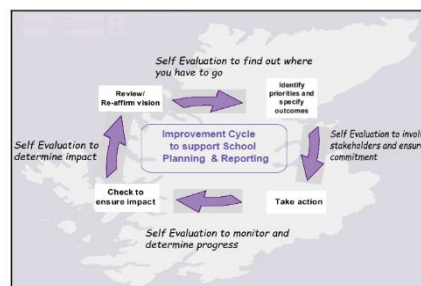 Self Evaluation to find out where
you have to go
Review/
Re-affirm vision
Identify
priorities and
specify
outcomes
Self Evaluation to
determine impact
Improvement Cycle
to support School
Planning & Reporting
Self Evaluation to involv
stakeholders and ensure
commitment
Check to
ensure impact
Take action
Self Evaluation to monitor and
determine progress